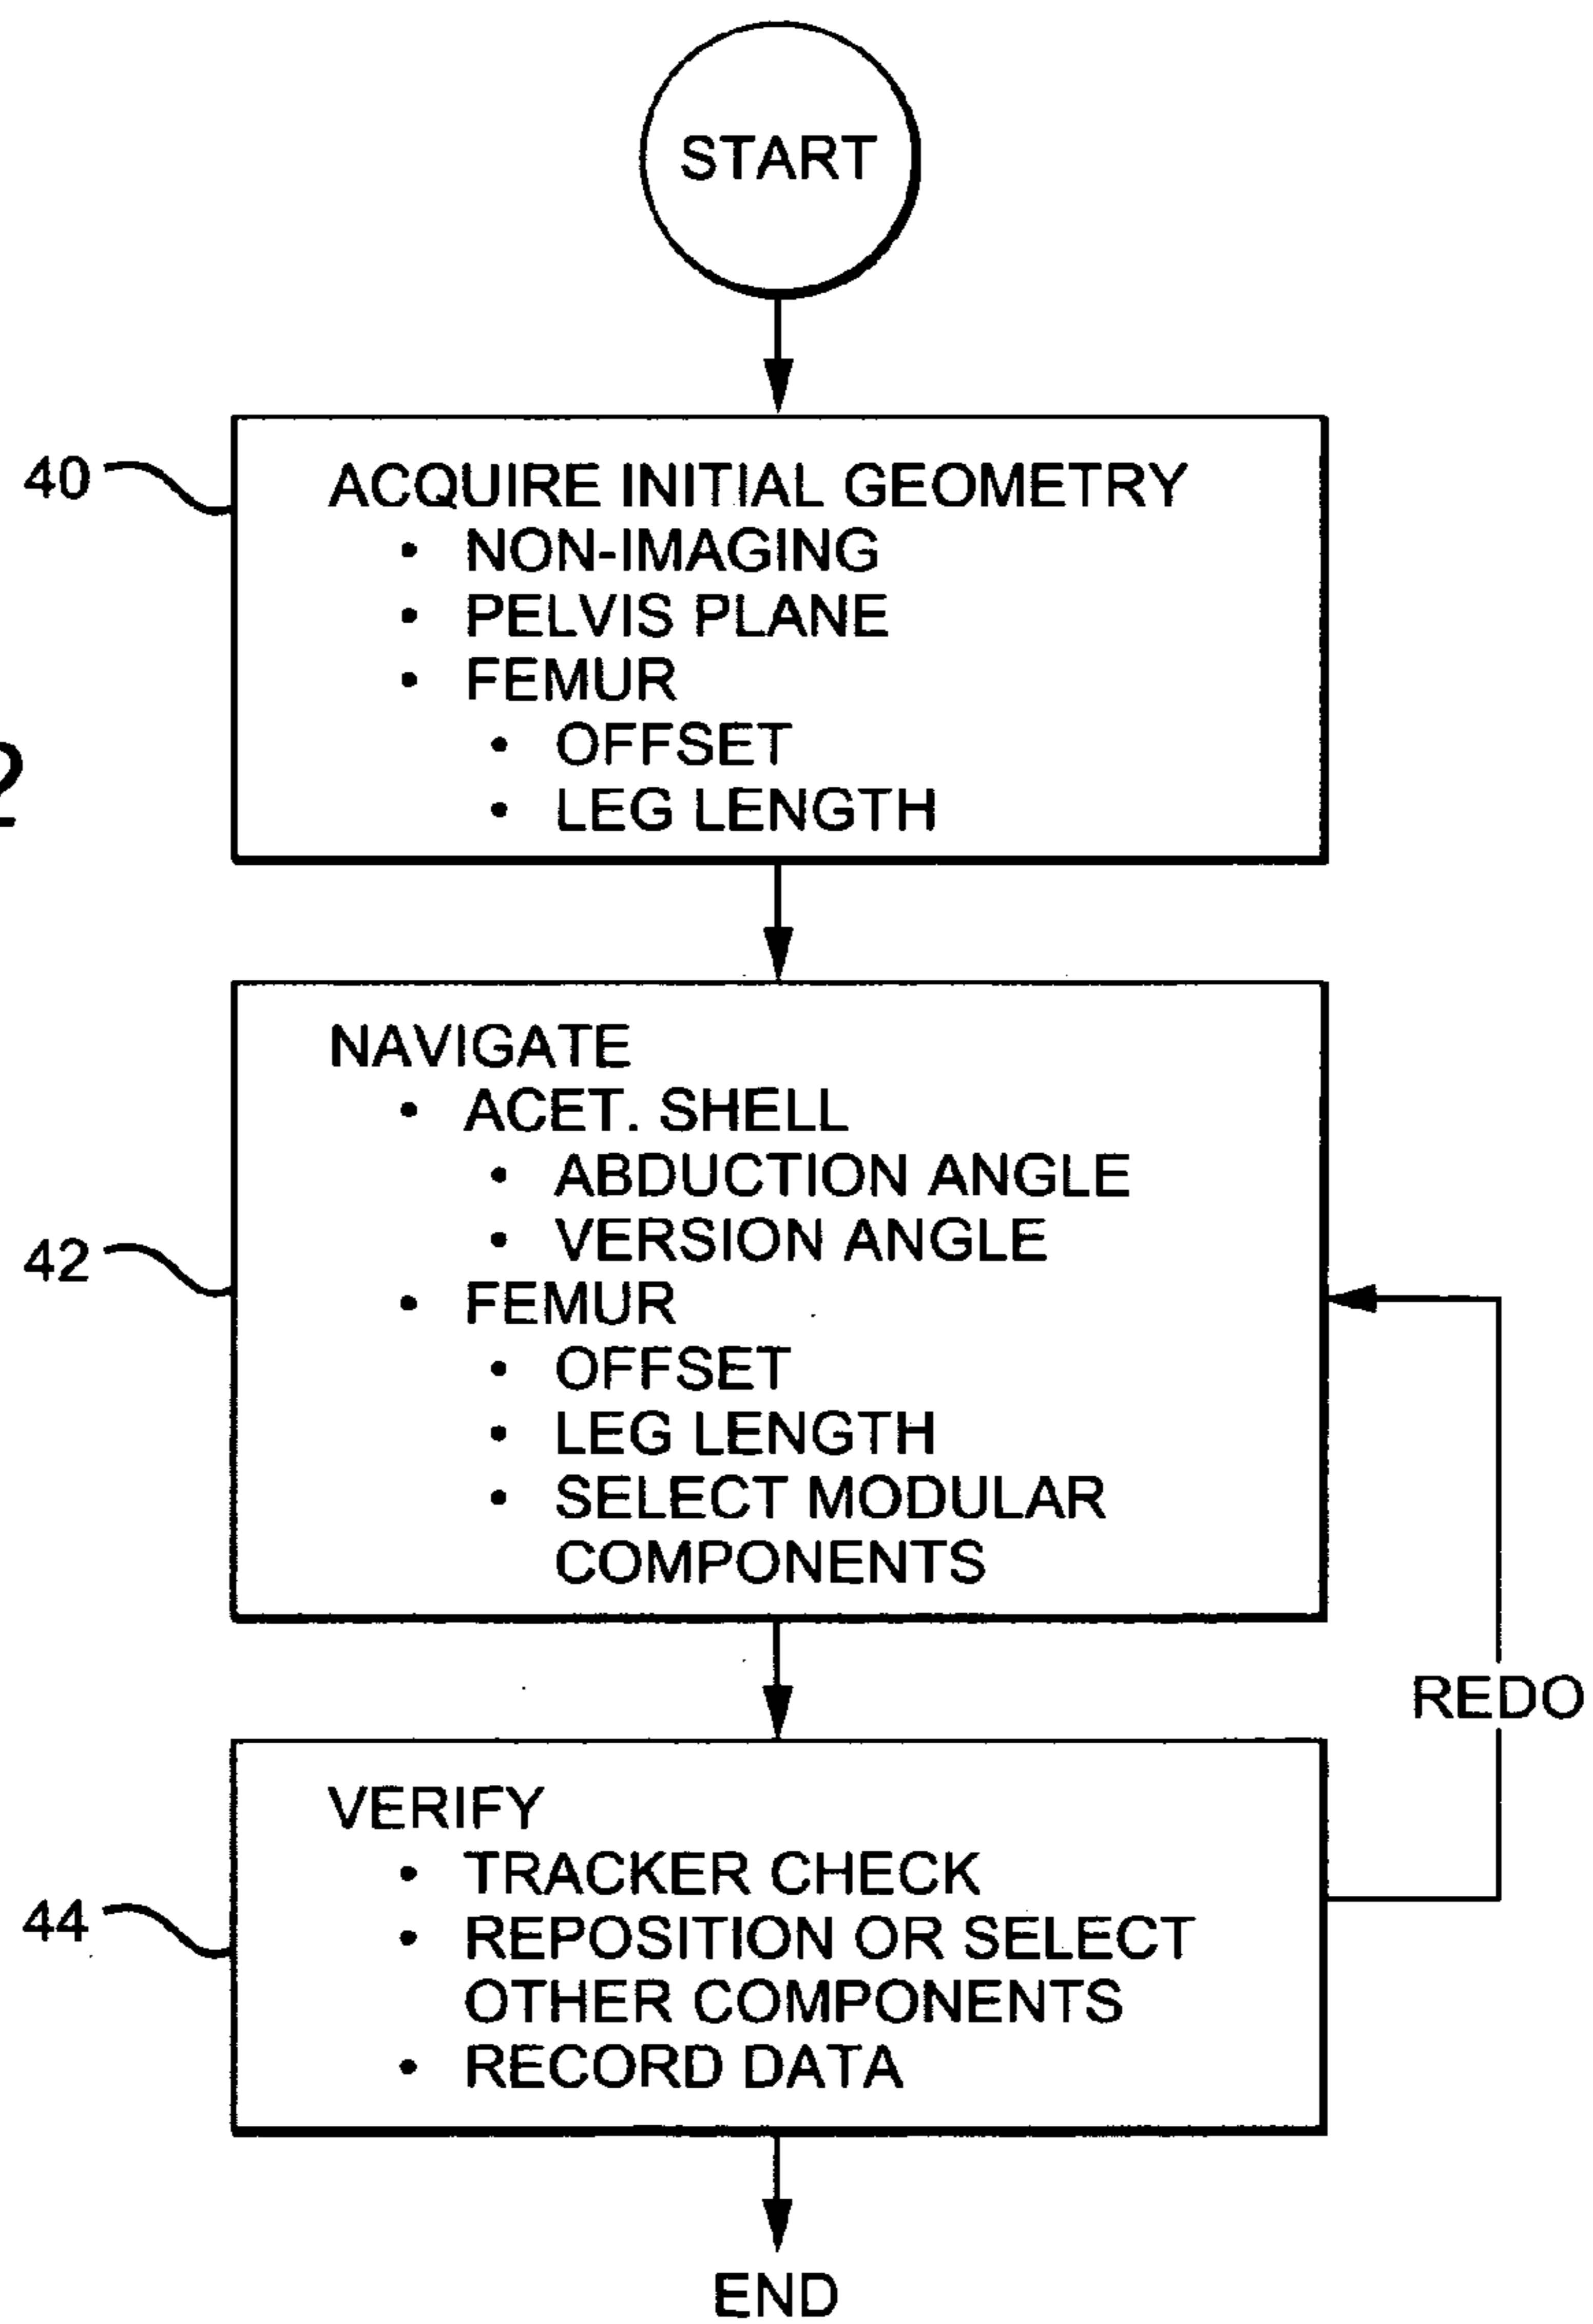 START
40
ACQUIRE INITIAL GEOMETRY
• NON-IMAGING
• PELVIS PLANE
• FEMUR
• OFFSET
• LEG LENGTH
2
NAVIGATE
• ACET. SHELL
• ABDUCTION ANGLE
• VERSION ANGLE
42
• FEMUR
• OFFSET
• LEG LENGTH
• SELECT MODULAR
COMPONENTS
REDO
VERIFY
• TRACKER CHECK
44
• REPOSITION OR SELECT
OTHER COMPONENTS
• RECORD DATA
END